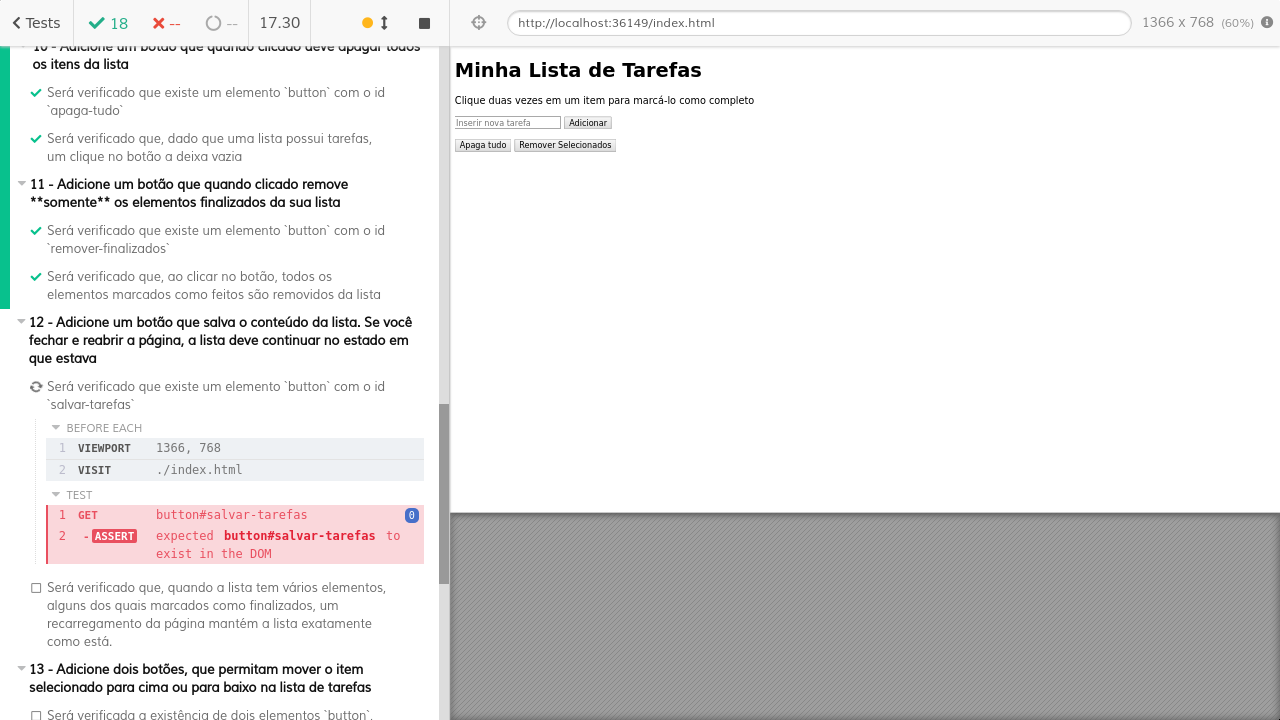 Tests
18
--
--
17.30
http://localhost:36149/index.html
1366 x 768 (60%)
10 - Adicione um botão que quando clicado deve apagar todos
os itens da lista
Será verificado que existe um elemento `button` com o id
`apaga-tudo`
Será verificado que, dado que uma lista possui tarefas,
um clique no botão a deixa vazia
11 - Adicione um botão que quando clicado remove
**somente** os elementos finalizados da sua lista
Será verificado que existe um elemento `button` com o id
`remover-finalizados`
Será verificado que, ao clicar no botão, todos os
elementos marcados como feitos são removidos da lista
12 - Adicione um botão que salva o conteúdo da lista. Se você
fechar e reabrir a página, a lista deve continuar no estado em
que estava
Será verificado que existe um elemento `button` com o id
`salvar-tarefas`
BEFORE EACH
1 VIEWPORT 1366, 768
2 VISIT ./index.html
TEST
1 GET button#salvar-tarefas 0
2 -ASSERT expected button#salvar-tarefas to
exist in the DOM
Será verificado que, quando a lista tem vários elementos,
alguns dos quais marcados como finalizados, um
recarregamento da página mantém a lista exatamente
como está.
13 - Adicione dois botões, que permitam mover o item
selecionado para cima ou para baixo na lista de tarefas
Será verificada a existência de dois elementos `button`,
Minha Lista de Tarefas
Clique duas vezes em um item para marcá-lo como completo
Inserir nova tarefa Adicionar
Apaga tudo Remover Selecionados